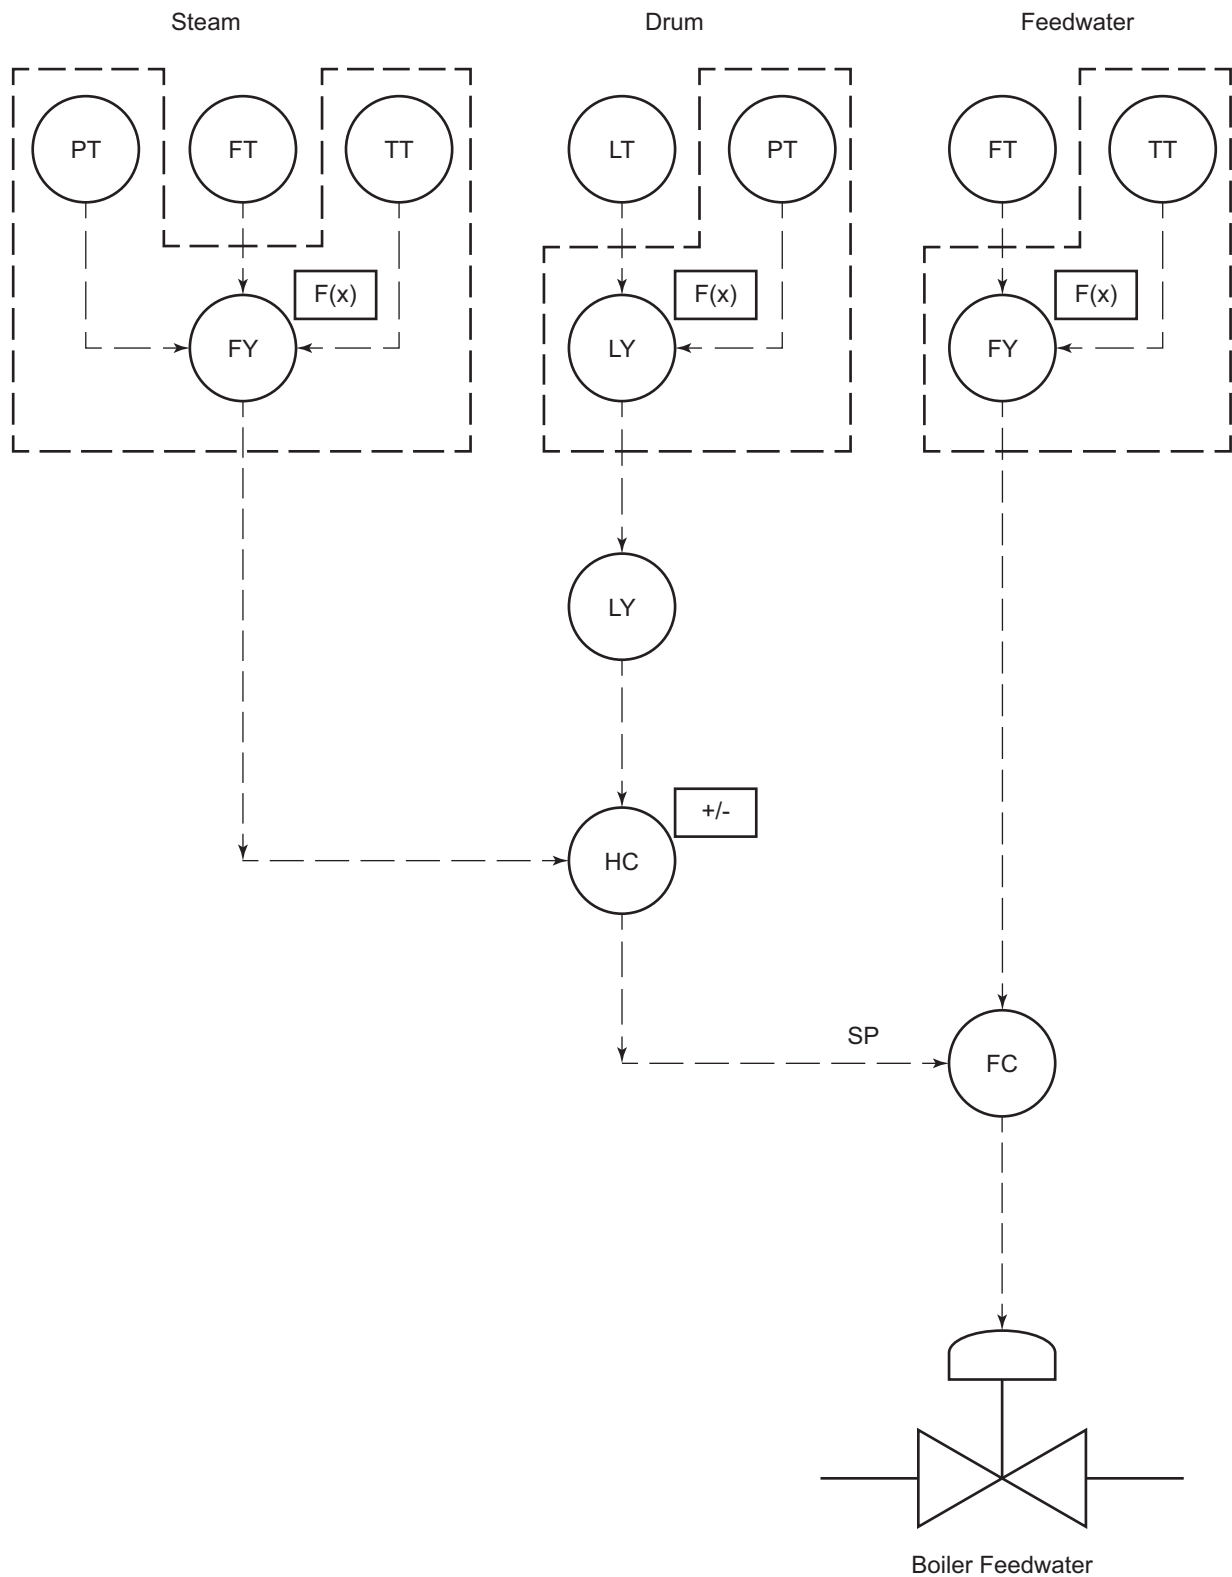 Steam
Drum
Feedwater
PT
FT
TT
LT
PT
FT
TT
F(x)
F(x)
F(x)
FY
LY
FY
LY
+/-
HC
SP
FC
Boiler Feedwater